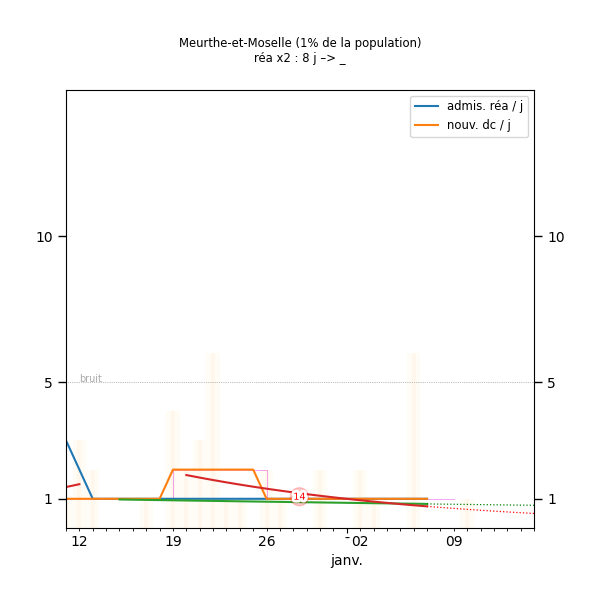 Meurthe-et-Moselle (1% de la population)
réa x2 : 8 j –> _
admis. réa / j
nouv. dc / j
10
10
bruit
5
5
14
1
1
12
19
26
02
09
janv.